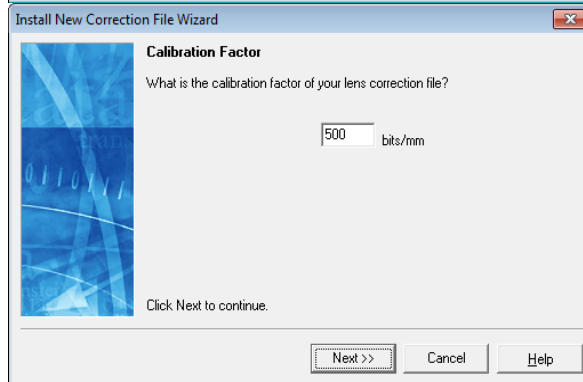 Install New Correction File Wizard
Calibration Factor
What is the calibration factor of your lens correction file?
500 bits/mm
Click Next to continue.
Next >> Cancel Help